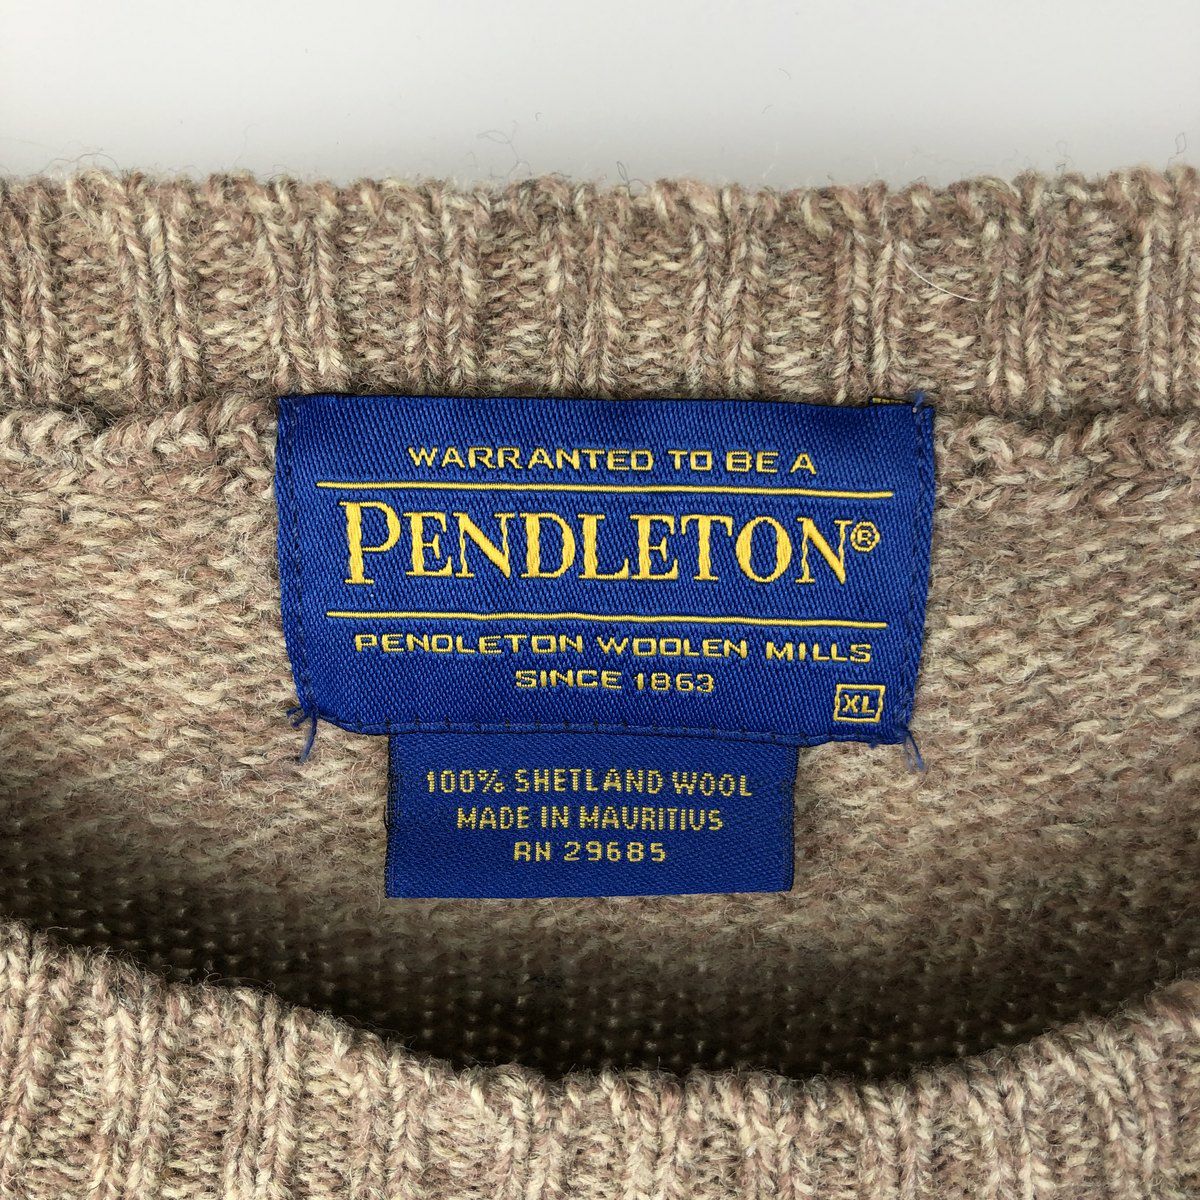 WARRANTED TO BE A
PENDLETON®
PENDLETON WOOLEN MILLS
SINCE 1863
XL
100% SHETLAND WOOL
MADE IN MAURITIUS
RN 29685